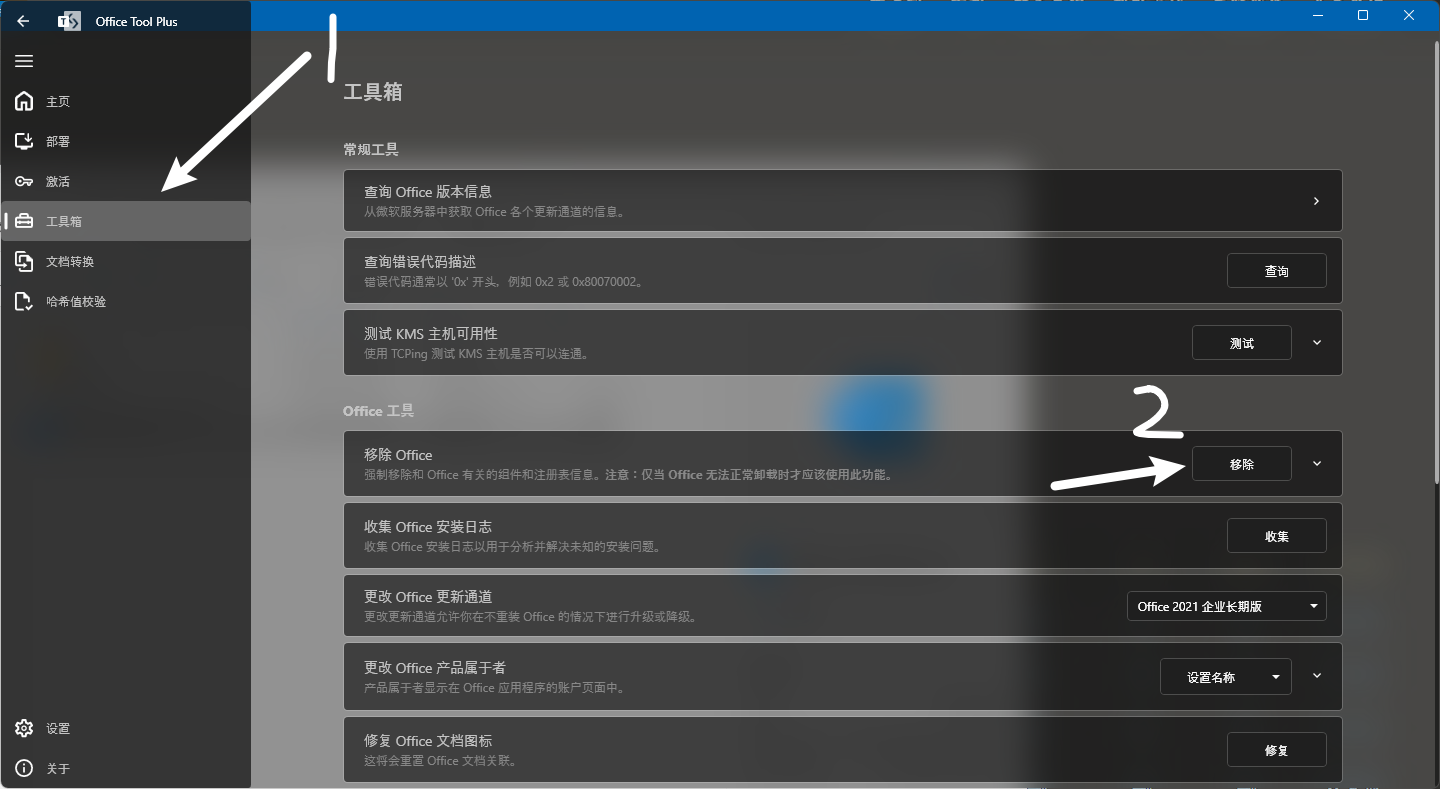 Office Tool Plus
1
主页
部署
激活
工具箱
文档转换
哈希值校验
设置
关于
工具箱
常规工具
查询 Office 版本信息
从微软服务器中获取 Office 各个更新通道的信息。
查询错误代码描述
错误代码通常以 '0x' 开头，例如 0x2 或 0x80070002。
查询
测试 KMS 主机可用性
使用 TCPing 测试 KMS 主机是否可以连通。
测试
Office 工具
2
移除 Office
强制移除和 Office 有关的组件和注册表信息。注意：仅当 Office 无法正常卸载时才应该使用此功能。
移除
收集 Office 安装日志
收集 Office 安装日志以用于分析并解决未知的安装问题。
收集
更改 Office 更新通道
更改更新通道允许你在不重装 Office 的情况下进行升级或降级。
Office 2021 企业长期版
更改 Office 产品属于者
产品属于者显示在 Office 应用程序的账户页面中。
设置名称
修复 Office 文档图标
这将会重置 Office 文档关联。
修复